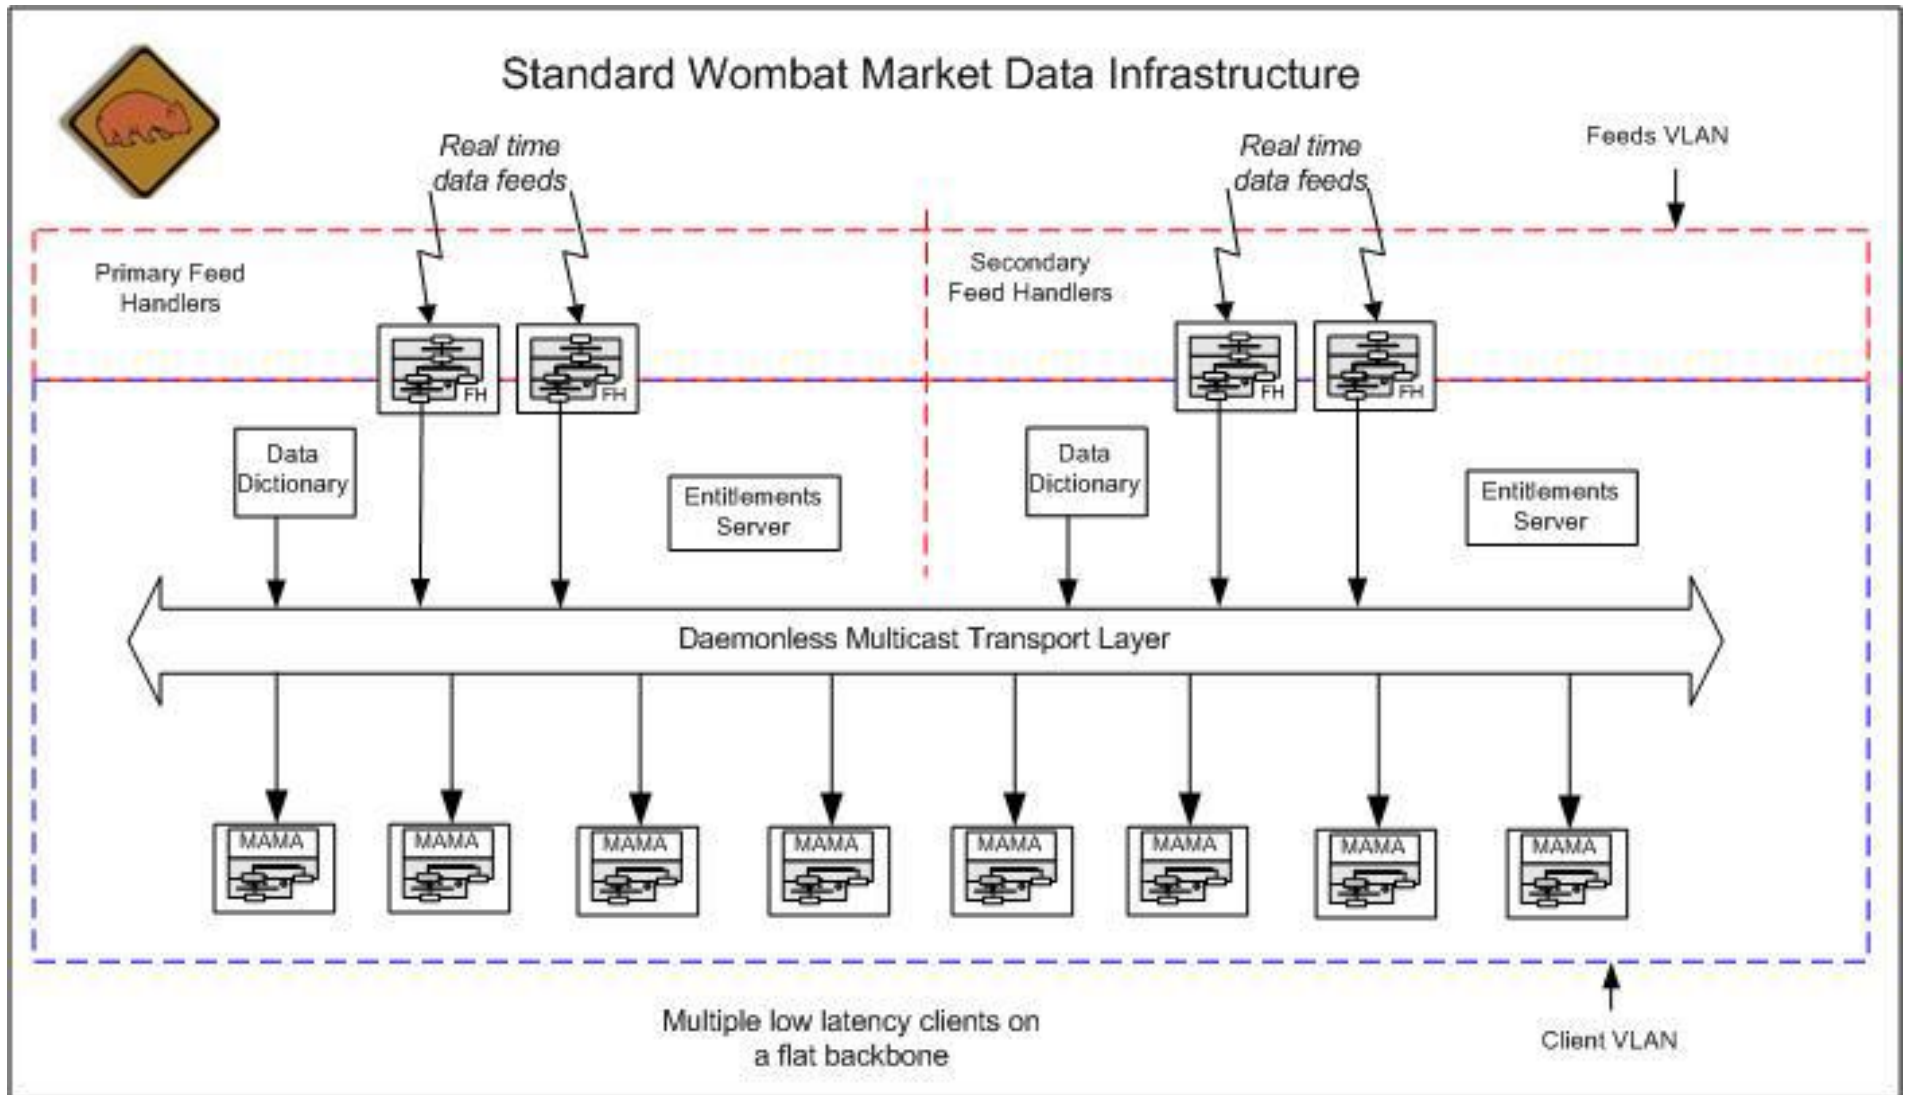 Standard Wombat Market Data Infrastructure
Real time
data feeds
Real time
data feeds
Feeds VLAN
Primary Feed
Handlers
Secondary
Feed Handlers
FH
FH
FH
FH
Data
Dictionary
Entitlements
Server
Data
Dictionary
Entitlements
Server
Daemonless Multicast Transport Layer
MAMA
MAMA
MAMA
MAMA
MAMA
MAMA
MAMA
MAMA
Multiple low latency clients on
a flat backbone
Client VLAN